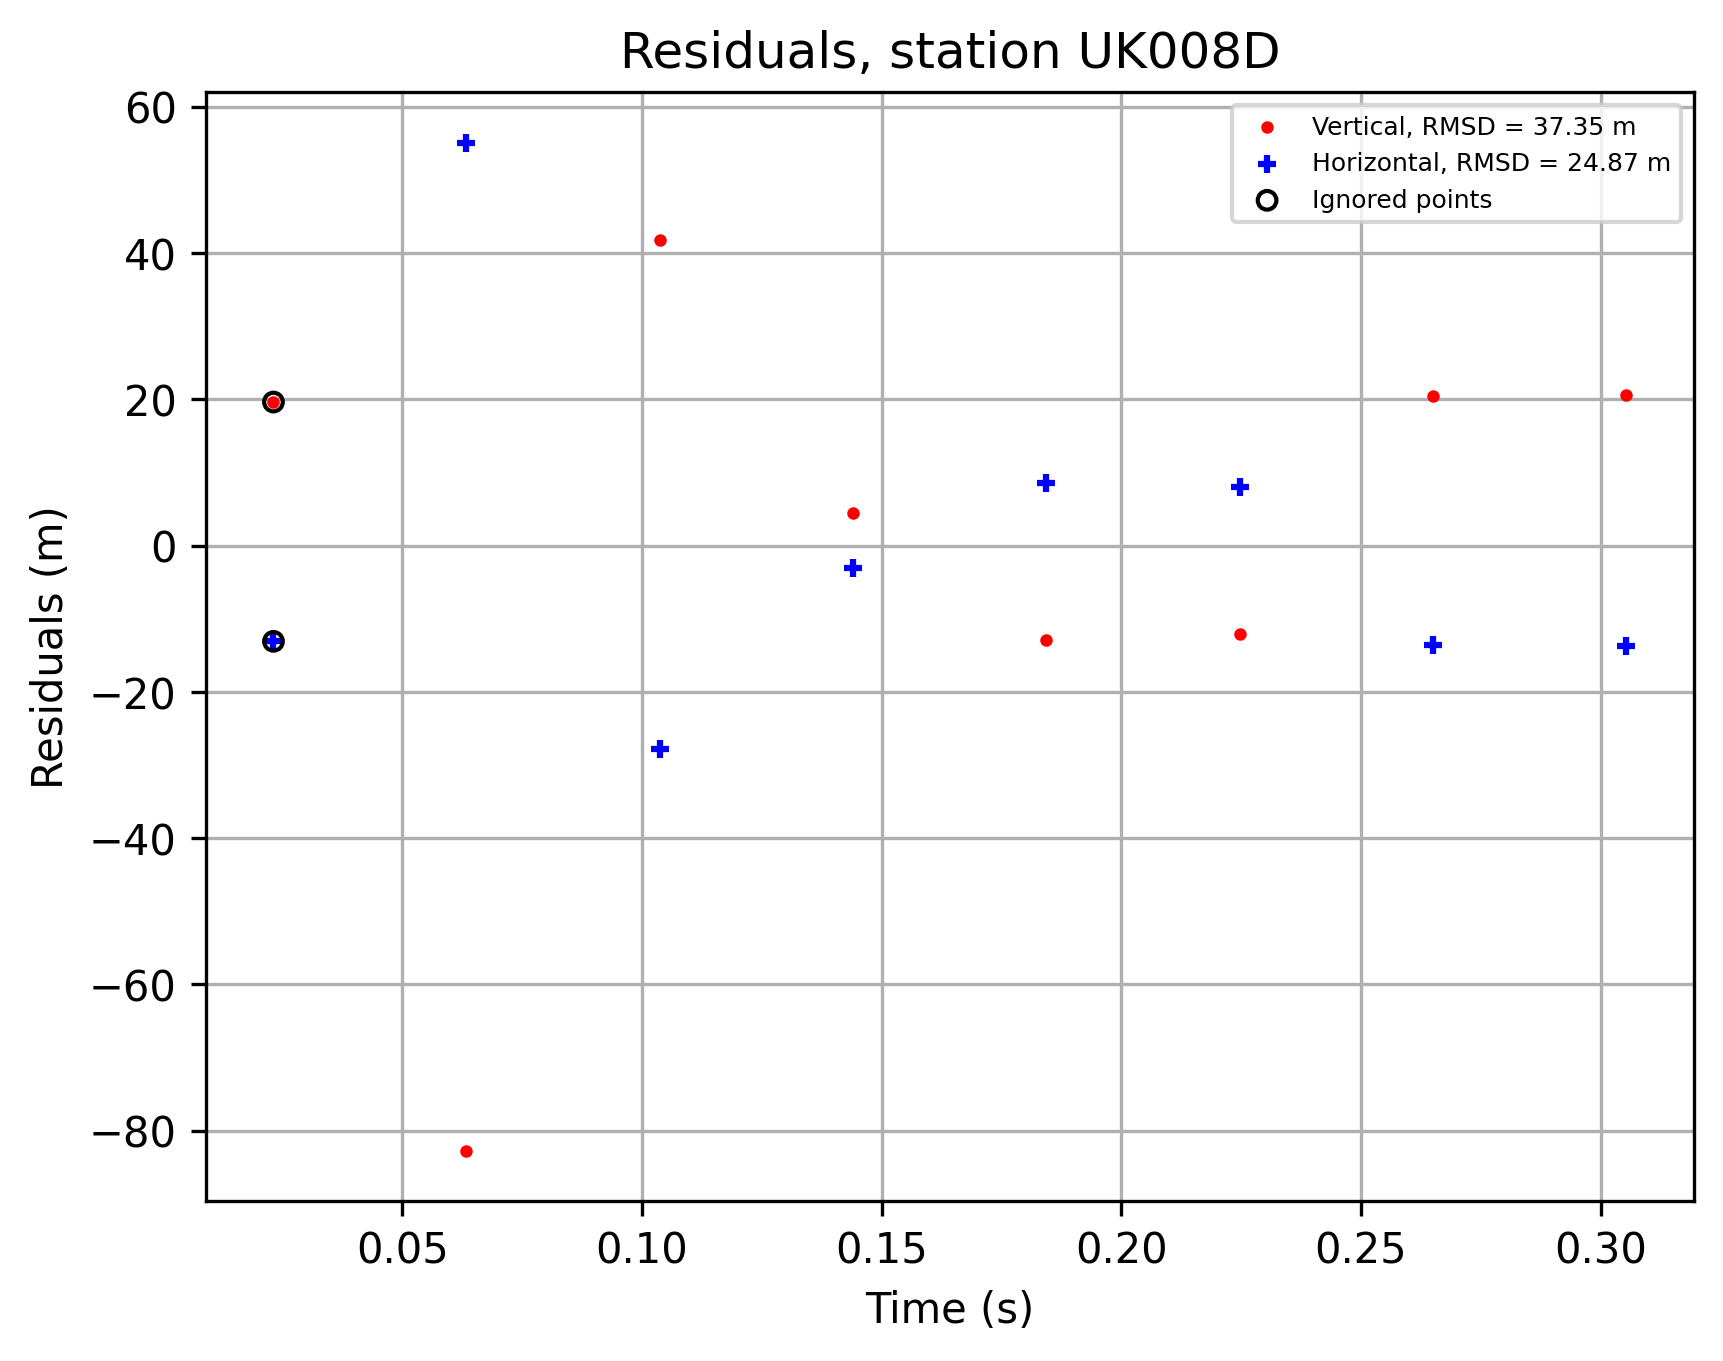 Residuals, station UK008D
Vertical, RMSD = 37.35 m
Horizontal, RMSD = 24.87 m
Ignored points
60
40
20
0
−20
−40
−60
−80
Residuals (m)
0.05 0.10 0.15 0.20 0.25 0.30
Time (s)